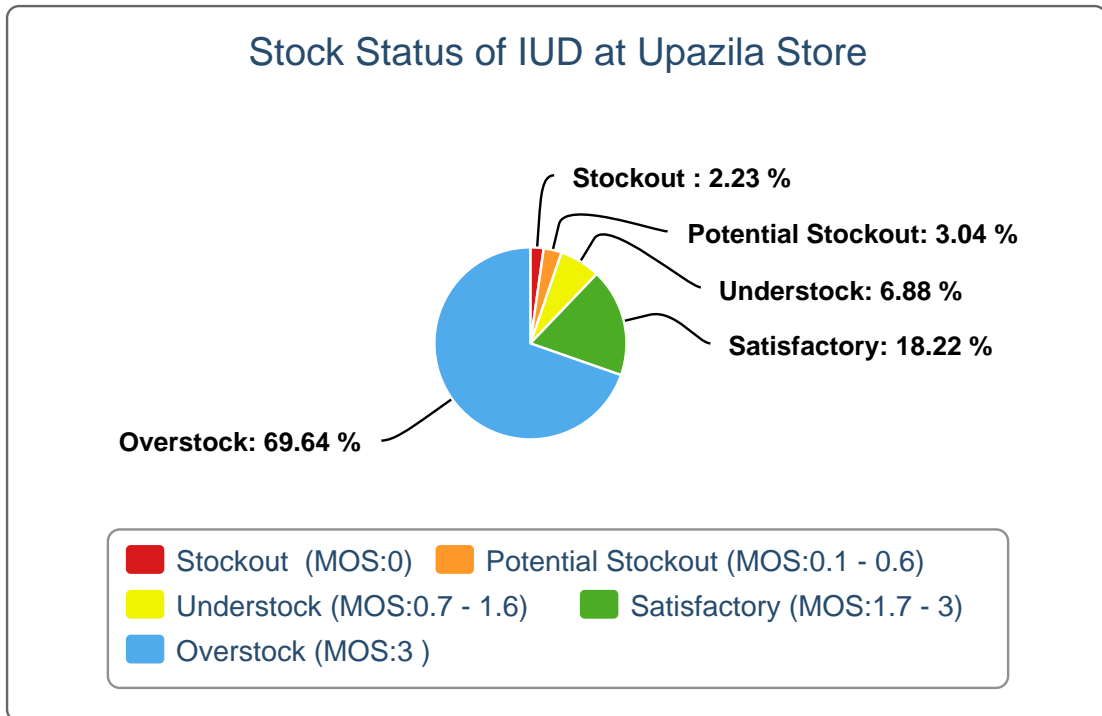 Stock Status of IUD at Upazila Store
Stockout : 2.23 %
Potential Stockout: 3.04 %
Understock: 6.88 %
Satisfactory: 18.22 %
Overstock: 69.64 %
Stockout (MOS:0) Potential Stockout (MOS:0.1 - 0.6)
Understock (MOS:0.7 - 1.6) Satisfactory (MOS:1.7 - 3)
Overstock (MOS:3 )